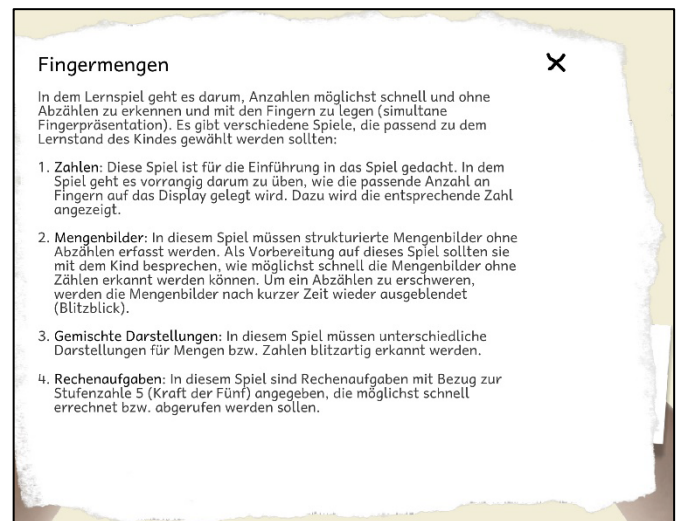 Fingermengen
In dem Lernspiel geht es darum, Anzahlen möglichst schnell und ohne
Abzählen zu erkennen und mit den Fingern zu legen (simultane
Fingerpräsentation). Es gibt verschiedene Spiele, die passend zu dem
Lernstand des Kindes gewählt werden sollten:
1. Zahlen: Diese Spiel ist für die Einführung in das Spiel gedacht. In dem
Spiel geht es vorrangig darum zu üben, wie die passende Anzahl an
Fingern auf das Display gelegt wird. Dazu wird die entsprechende Zahl
angezeigt.
2. Mengenbilder: In diesem Spiel müssen strukturierte Mengenbilder ohne
Abzählen erfasst werden. Als Vorbereitung auf dieses Spiel sollten sie
mit dem Kind besprechen, wie möglichst schnell die Mengenbilder ohne
Zählen erkannt werden können. Um ein Abzählen zu erschweren,
werden die Mengenbilder nach kurzer Zeit wieder ausgeblendet
(Blitzblick).
3. Gemischte Darstellungen: In diesem Spiel müssen unterschiedliche
Darstellungen für Mengen bzw. Zahlen blitzartig erkannt werden.
4. Rechenaufgaben: In diesem Spiel sind Rechenaufgaben mit Bezug zur
Stufenzahle 5 (Kraft der Fünf) angegeben, die möglichst schnell
errechnet bzw. abgerufen werden sollen.